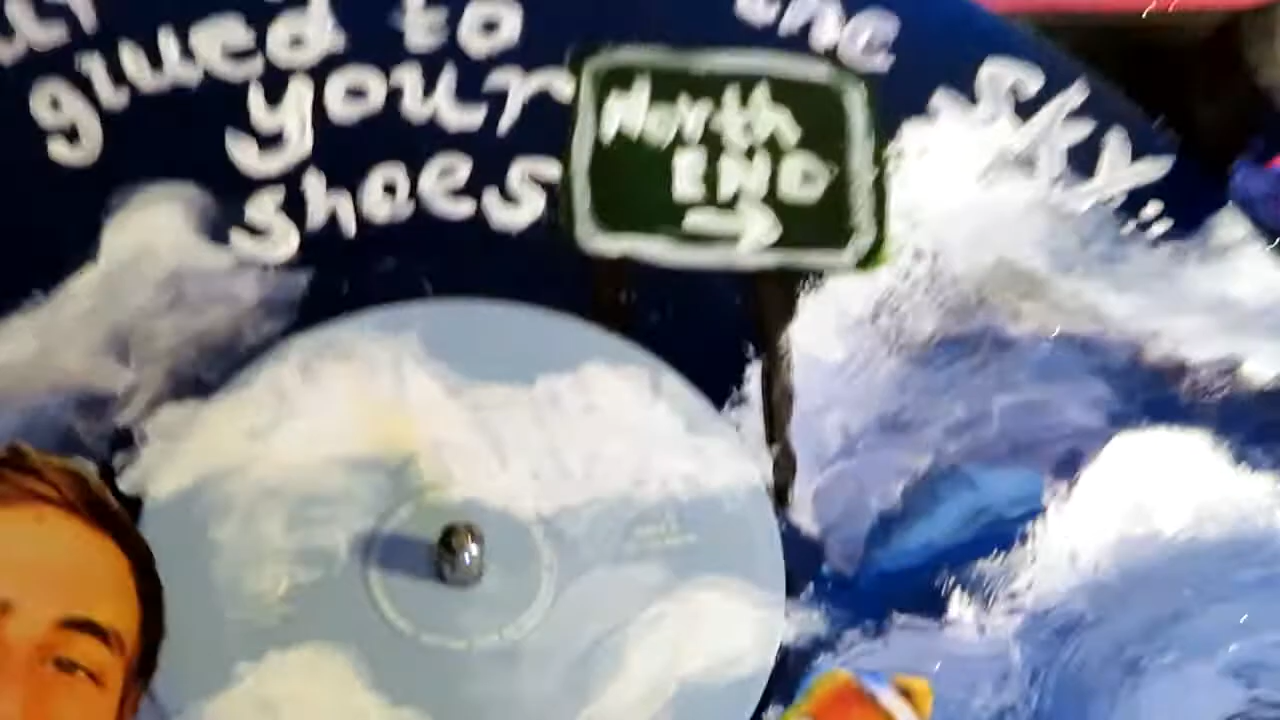 glued to
your
shoes
the
sky...
North
END
→